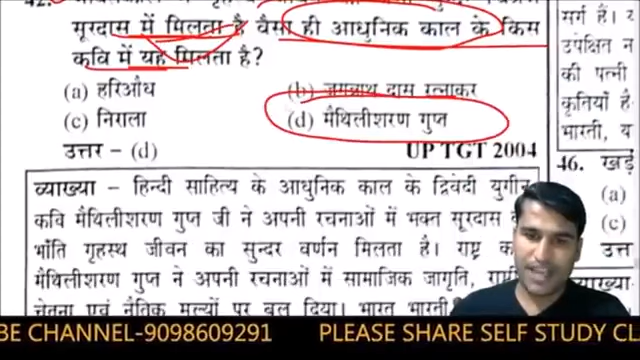 सूरदास में मिलता है वैसा ही आधुनिक काल के किस
कवि में यह मिलता है?
(a) हरिऔध (b) जगन्नाथ दास रत्नाकर
(c) निराला (d) मैथिलीशरण गुप्त
उत्तर – (d) UP TGT 2004
व्याख्या – हिन्दी साहित्य के आधुनिक काल के द्विवेदी युगीन
कवि मैथिलीशरण गुप्त जी ने अपनी रचनाओं में भक्त सूरदास
भाँति गृहस्थ जीवन का सुन्दर वर्णन मिलता है। राष्ट्र
मैथिलीशरण गुप्त ने अपनी रचनाओं में सामाजिक जागृति,
चेतना एवं नैतिक मूल्यों पर बल दिया। भारत भारती
सर्ग हैं।
उपेक्षित न
की पत्नी
कृतियाँ है
भारती, य
46. खड़
(a)
(c)
उत्त
व्याख्या
BE CHANNEL-9098609291 PLEASE SHARE SELF STUDY CL